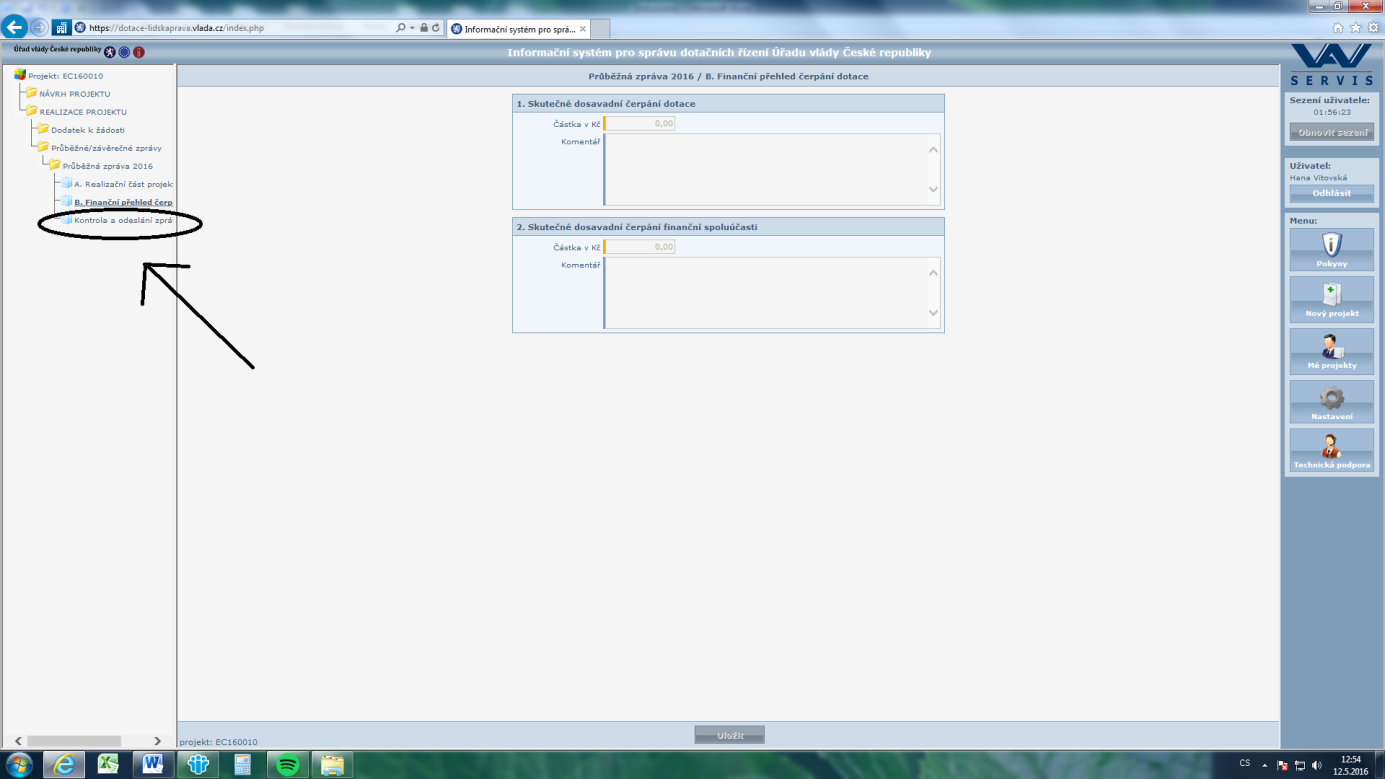 https://dotace-lidskaprava.vlada.cz/index.php
Informační systém pro sprá...
Úřad vlády České republiky
Informační systém pro správu dotačních řízení Úřadu vlády České republiky
VAV
SERVIS
Projekt: EC160010
NÁVRH PROJEKTU
REALIZACE PROJEKTU
Dodatek k žádosti
Průběžné/závěrečné zprávy
Průběžná zpráva 2016
A. Realizační část projek
B. Finanční přehled čerp
Kontrola a odeslání zprá
Průběžná zpráva 2016 / B. Finanční přehled čerpání dotace
1. Skutečné dosavadní čerpání dotace
Částka v Kč 0,00
Komentář
2. Skutečné dosavadní čerpání finanční spoluúčasti
Částka v Kč 0,00
Komentář
Sezení uživatele:
01:56:23
Obnovit sezení
Uživatel:
Hana Vitovská
Odhlásit
Menu:
Pokyny
Nový projekt
Mé projekty
Nastavení
Technická podpora
projekt: EC160010
Uložit
CS
12:54
12.5.2016